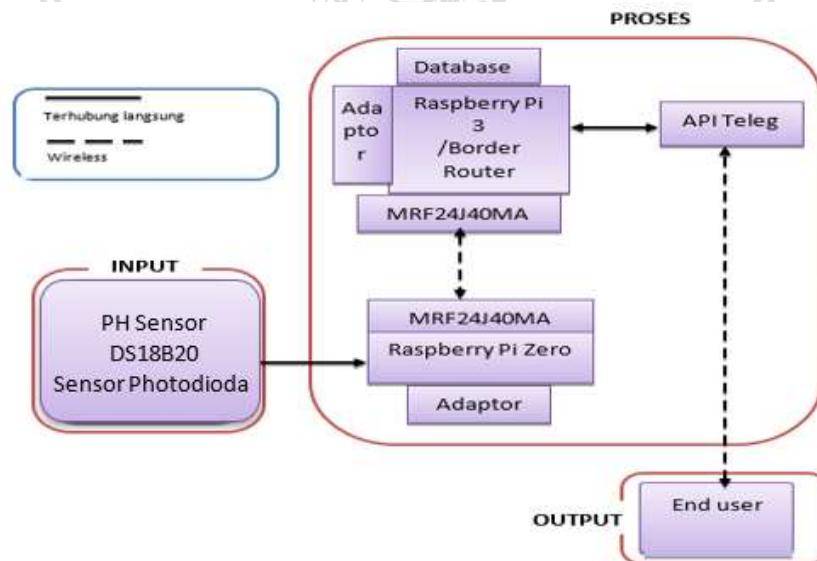 PROSES
Terhubung langsung
Wireless
Database
Ada
pto
r
Raspberry Pi
3
/Border
Router
API Teleg
MRF24J40MA
INPUT
PH Sensor
DS18B20
Sensor Photodioda
MRF24J40MA
Raspberry Pi Zero
Adaptor
OUTPUT
End user